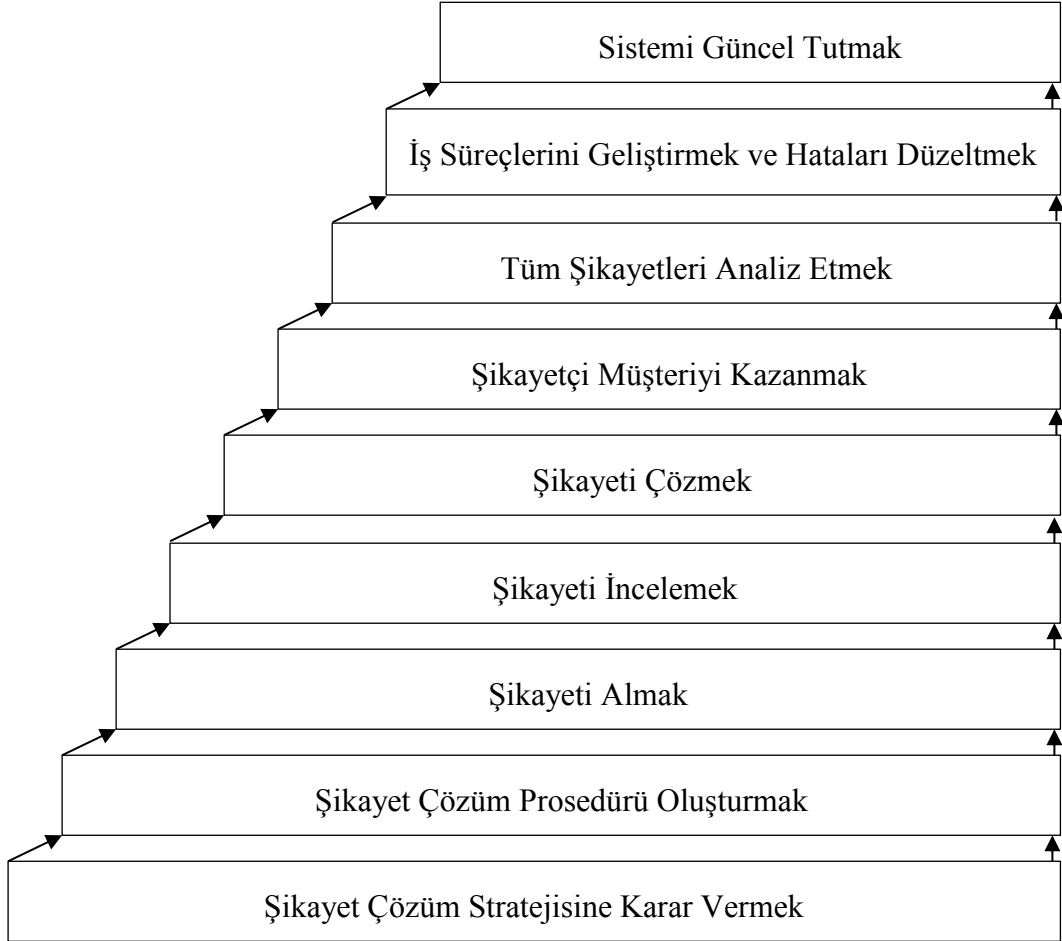 Sistemi Güncel Tutmak
İş Süreçlerini Geliştirmek ve Hataları Düzeltmek
Tüm Şikayetleri Analiz Etmek
Şikayetçi Müşteriyi Kazanmak
Şikayeti Çözmek
Şikayeti İncelemek
Şikayeti Almak
Şikayet Çözüm Prosedürü Oluşturmak
Şikayet Çözüm Stratejisine Karar Vermek